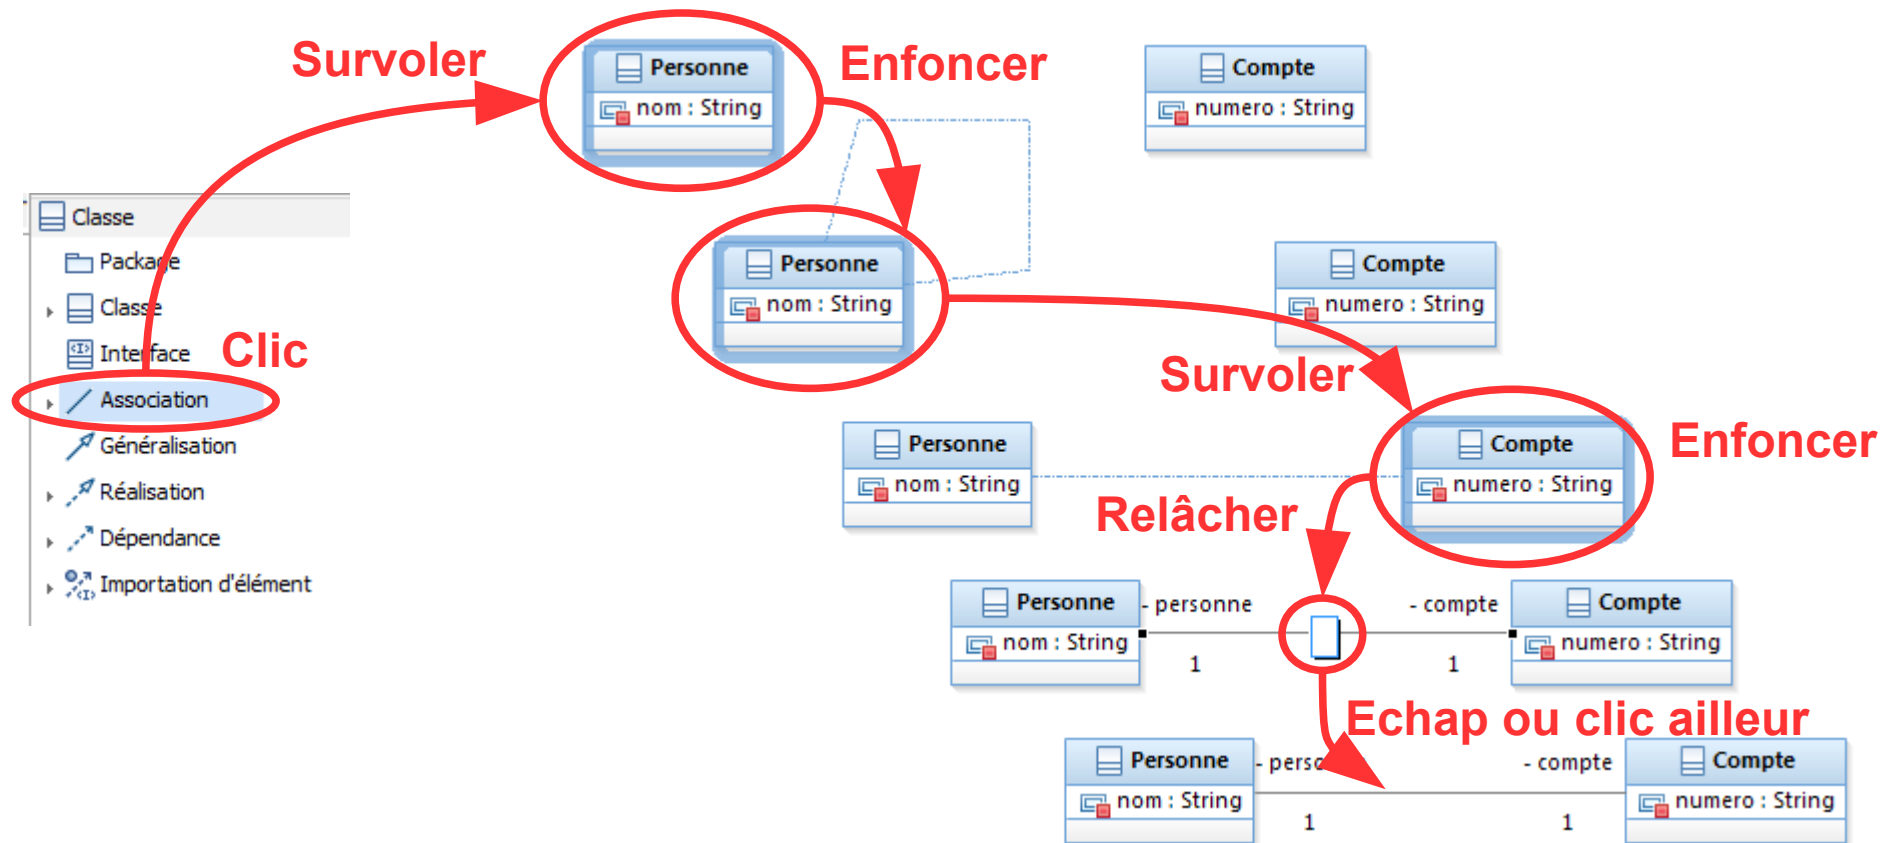 Survoler
Personne
nom : String
Enfoncer
Compte
numero : String
Classe
Package
Classe
Interface
Clic
Association
Généralisation
Réalisation
Dépendance
Importation d'élément
Personne
nom : String
Compte
numero : String
Survoler
Personne
nom : String
Compte
numero : String
Enfoncer
Relâcher
Personne
nom : String
- personne
1
- compte
1
Compte
numero : String
Echap ou clic ailleur
Personne
nom : String
1
- compte
1
Compte
numero : String